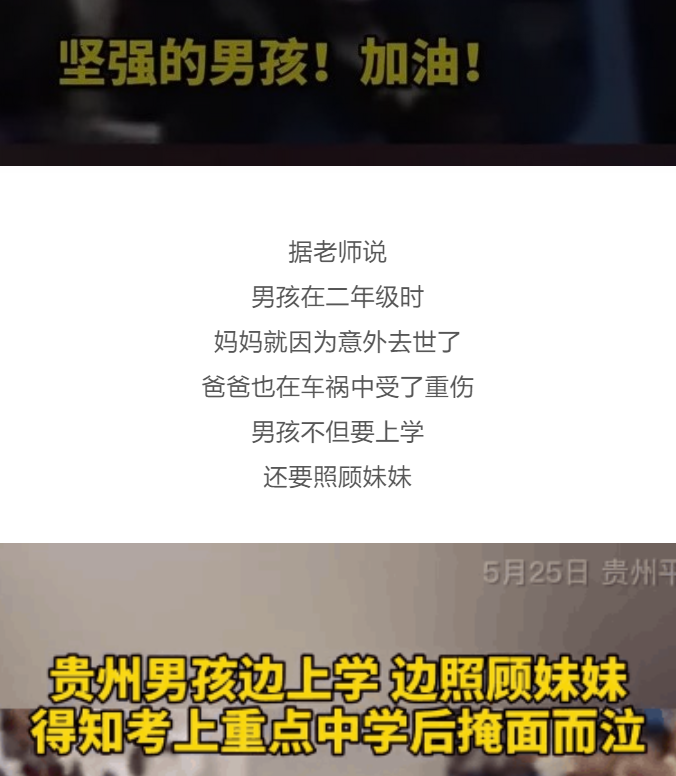 坚强的男孩！加油！
据老师说
男孩在二年级时
妈妈就因为意外去世了
爸爸也在车祸中受了重伤
男孩不但要上学
还要照顾妹妹
5月25日 贵州平
贵州男孩边上学 边照顾妹妹
得知考上重点中学后掩面而泣